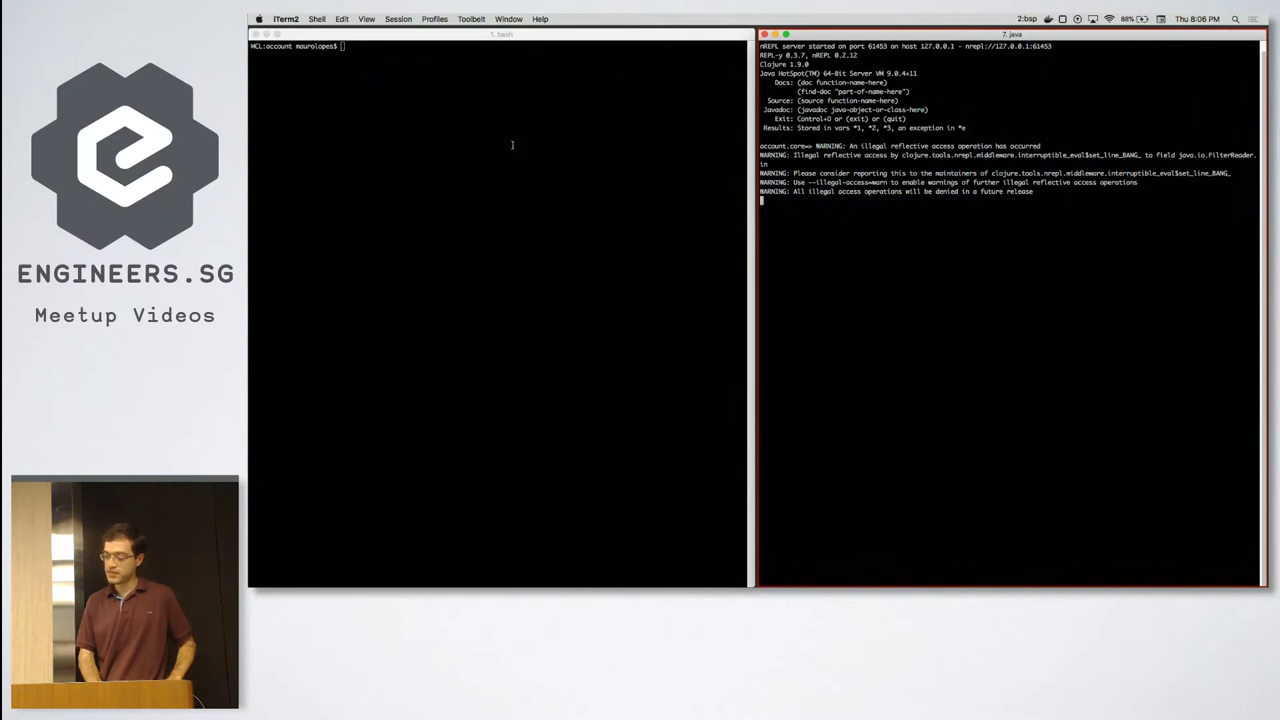 iTerm2 Shell Edit View Session Profiles Toolbelt Window Help
2:bsp 88% Thu 8:06 PM
1. bash
MCL:account maurolopes$
7. java
nREPL server started on port 61453 on host 127.0.0.1 - nrepl://127.0.0.1:61453
REPL-y 0.3.7, nREPL 0.2.12
Clojure 1.9.0
Java HotSpot(TM) 64-Bit Server VM 9.0.4+11
Docs: (doc function-name-here)
(find-doc "part-of-name-here")
Source: (source function-name-here)
Javadoc: (javadoc java-object-or-class-here)
Exit: Control+D or (exit) or (quit)
Results: Stored in vars *1, *2, *3, an exception in *e
account.core=> WARNING: An illegal reflective access operation has occurred
WARNING: Illegal reflective access by clojure.tools.nrepl.middleware.interruptible_eval$set_line_BANG_ to field java.io.FilterReader.
in
WARNING: Please consider reporting this to the maintainers of clojure.tools.nrepl.middleware.interruptible_eval$set_line_BANG_
WARNING: Use --illegal-access=warn to enable warnings of further illegal reflective access operations
WARNING: All illegal access operations will be denied in a future release
ENGINEERS.SG
Meetup Videos